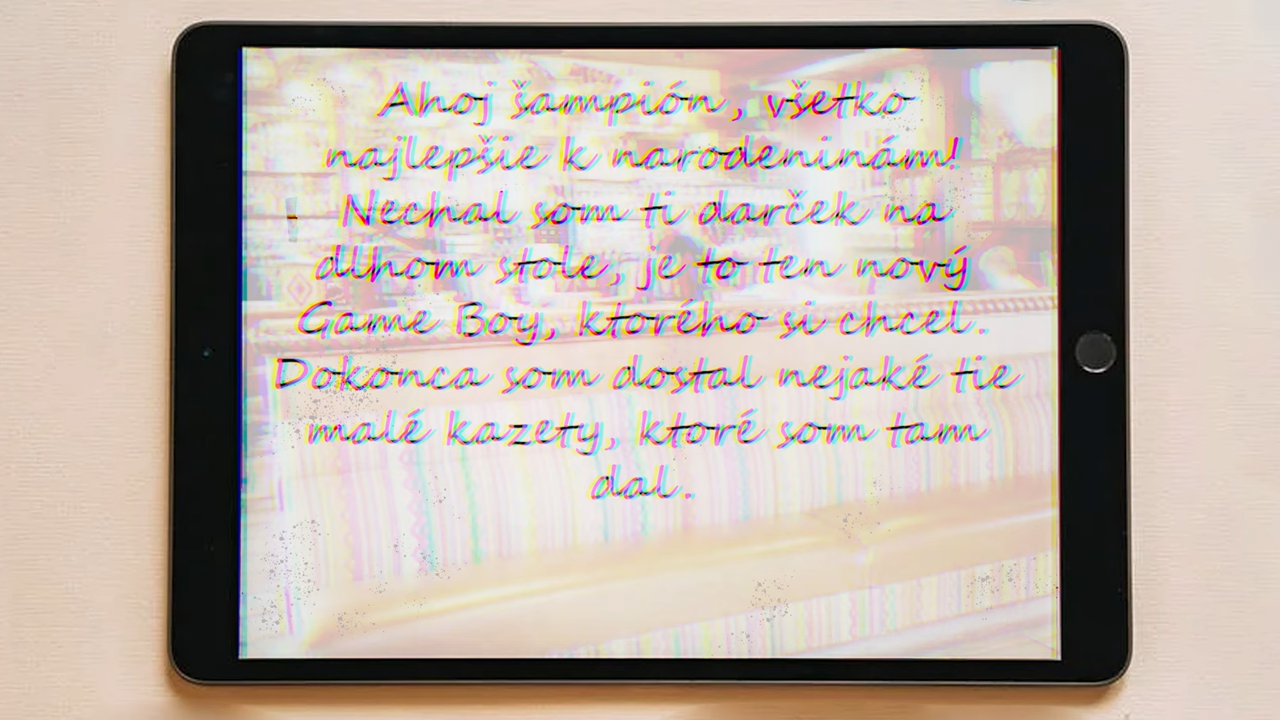 Ahoj šampión, všetko
najlepšie k narodeninám!
Nechal som ti darček na
dlhom stole, je to ten nový
Game Boy, ktorého si chcel.
Dokonca som dostal nejaké tie
malé kazety, ktoré som tam
dal.